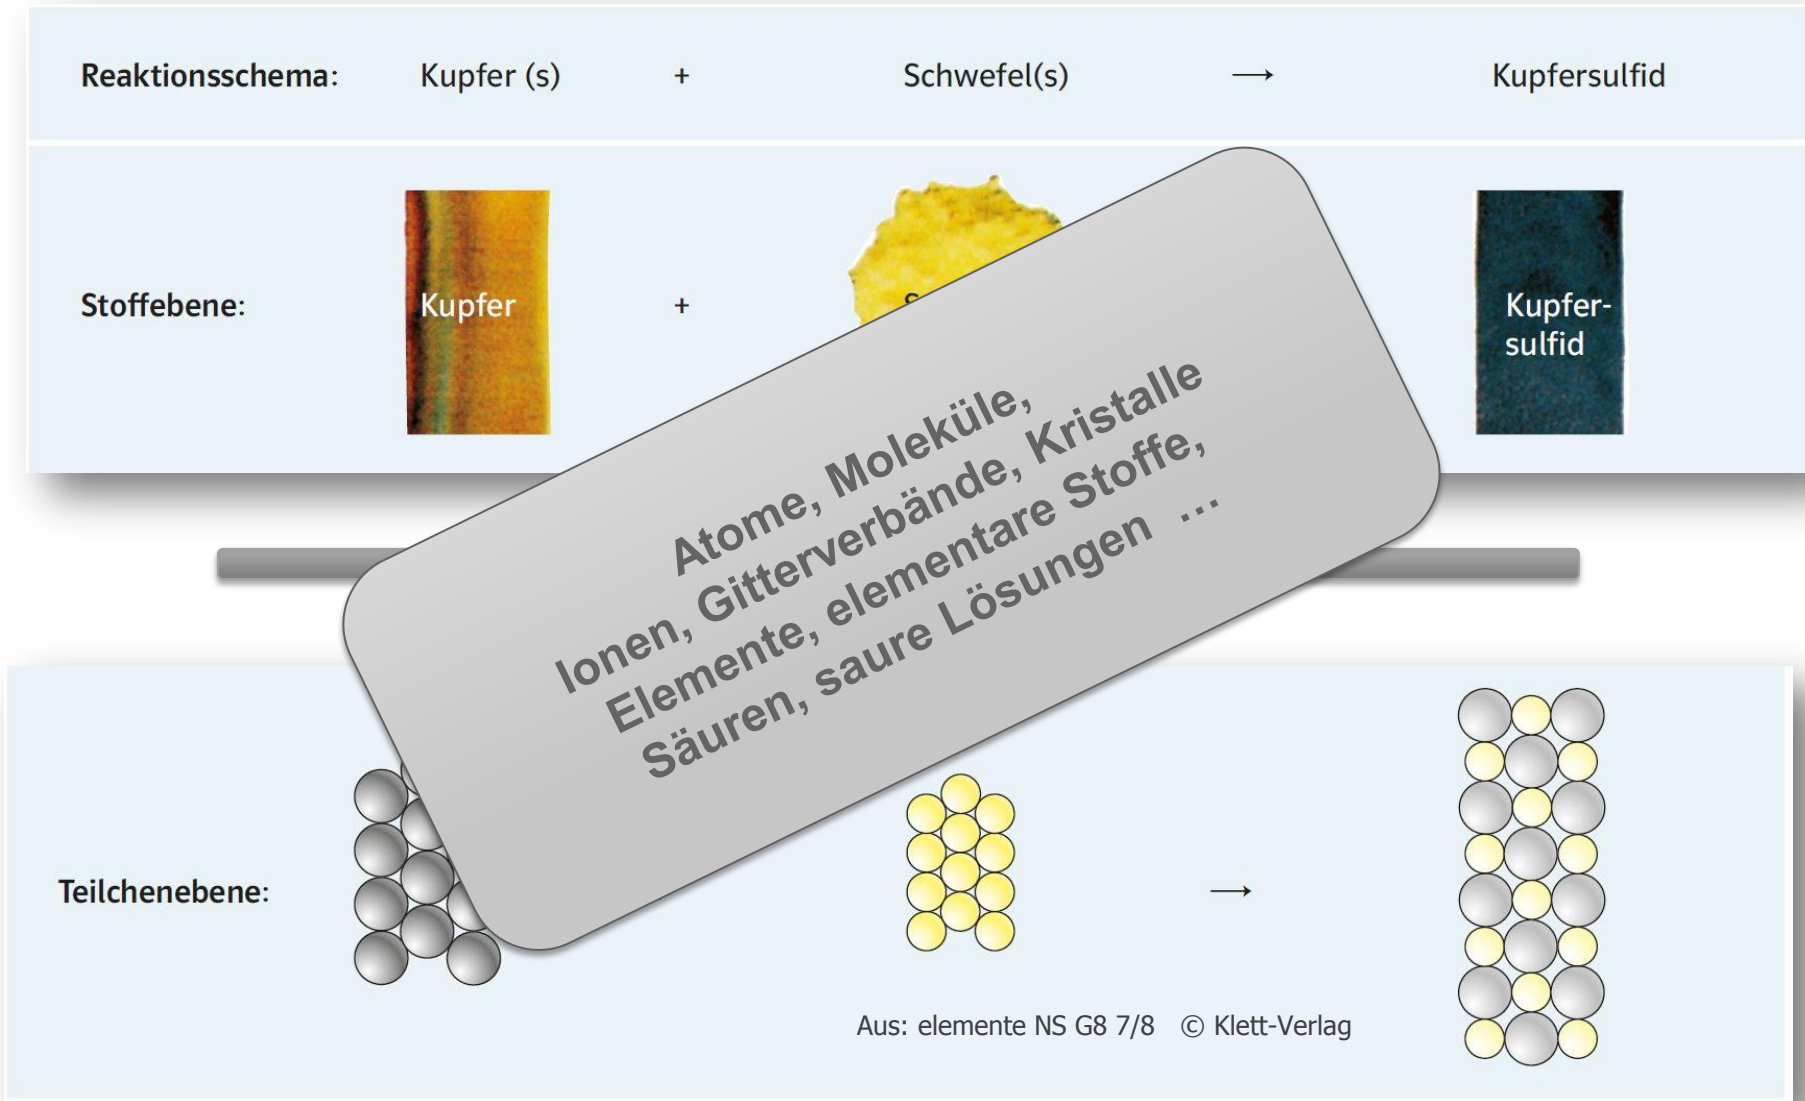 Reaktionsschema: Kupfer (s) + Schwefel(s) → Kupfersulfid
Stoffebene: Kupfer + Kupfer-
sulfid
Atome, Moleküle,
Ionen, Gitterverbände, Kristalle
Elemente, elementare Stoffe,
Säuren, saure Lösungen …
Teilchenebene: →
Aus: elemente NS G8 7/8 © Klett-Verlag